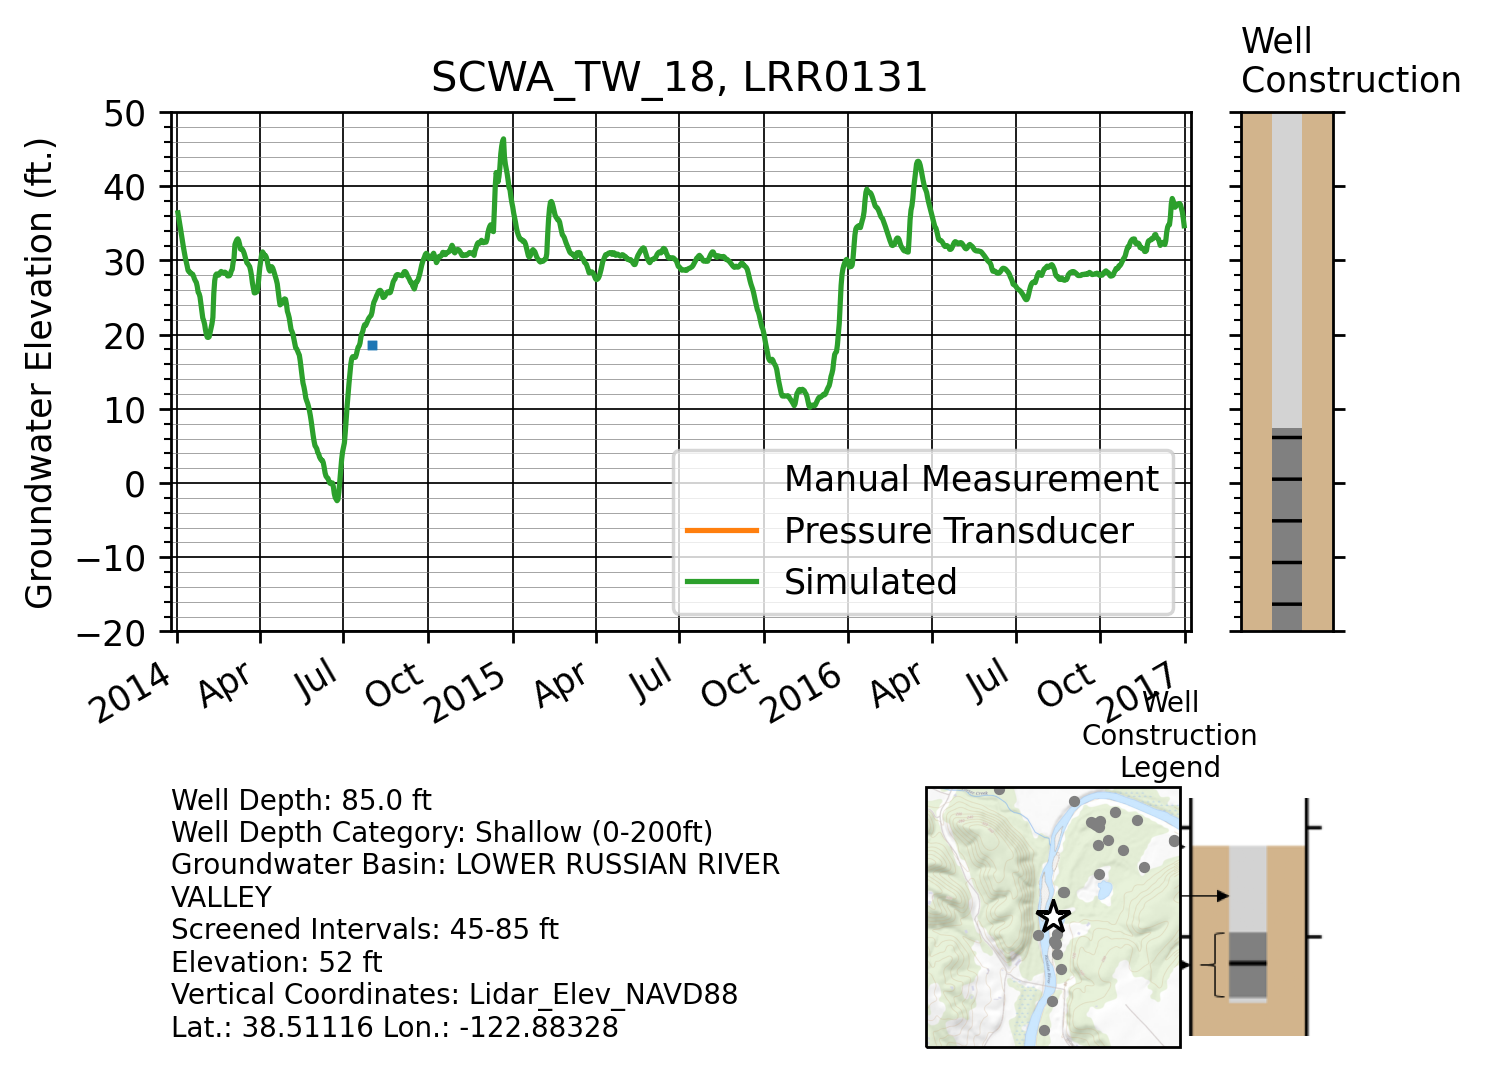 Well
Construction
SCWA_TW_18, LRR0131
Groundwater Elevation (ft.)
50
40
30
20
10
0
−10
−20
Manual Measurement
Pressure Transducer
Simulated
2014
Apr
Jul
Oct
2015
Apr
Jul
Oct
2016
Apr
Jul
Oct
2017
Well
Construction
Legend
Well Depth: 85.0 ft
Well Depth Category: Shallow (0-200ft)
Groundwater Basin: LOWER RUSSIAN RIVER
VALLEY
Screened Intervals: 45-85 ft
Elevation: 52 ft
Vertical Coordinates: Lidar_Elev_NAVD88
Lat.: 38.51116 Lon.: -122.88328